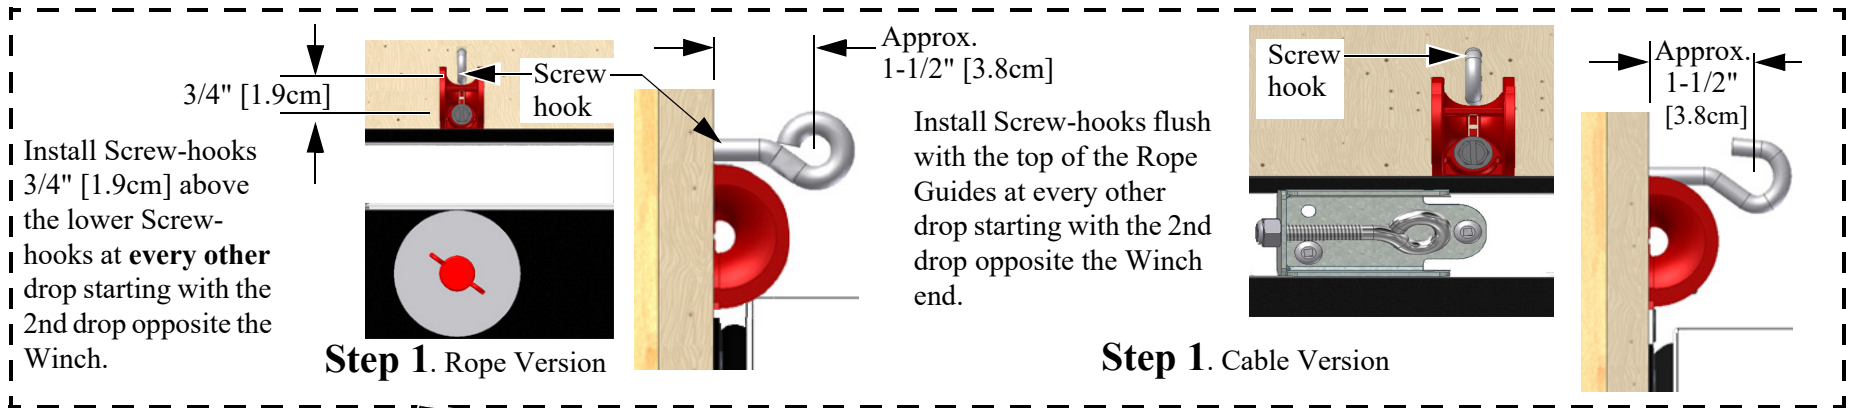 3/4" [1.9cm]
Install Screw-hooks
3/4" [1.9cm] above
the lower Screw-
hooks at every other
drop starting with the
2nd drop opposite the
Winch.
Screw
hook
Approx.
1-1/2" [3.8cm]
Step 1. Rope Version
Install Screw-hooks flush
with the top of the Rope
Guides at every other
drop starting with the 2nd
drop opposite the Winch
end.
Screw
hook
Approx.
1-1/2"
[3.8cm]
Step 1. Cable Version